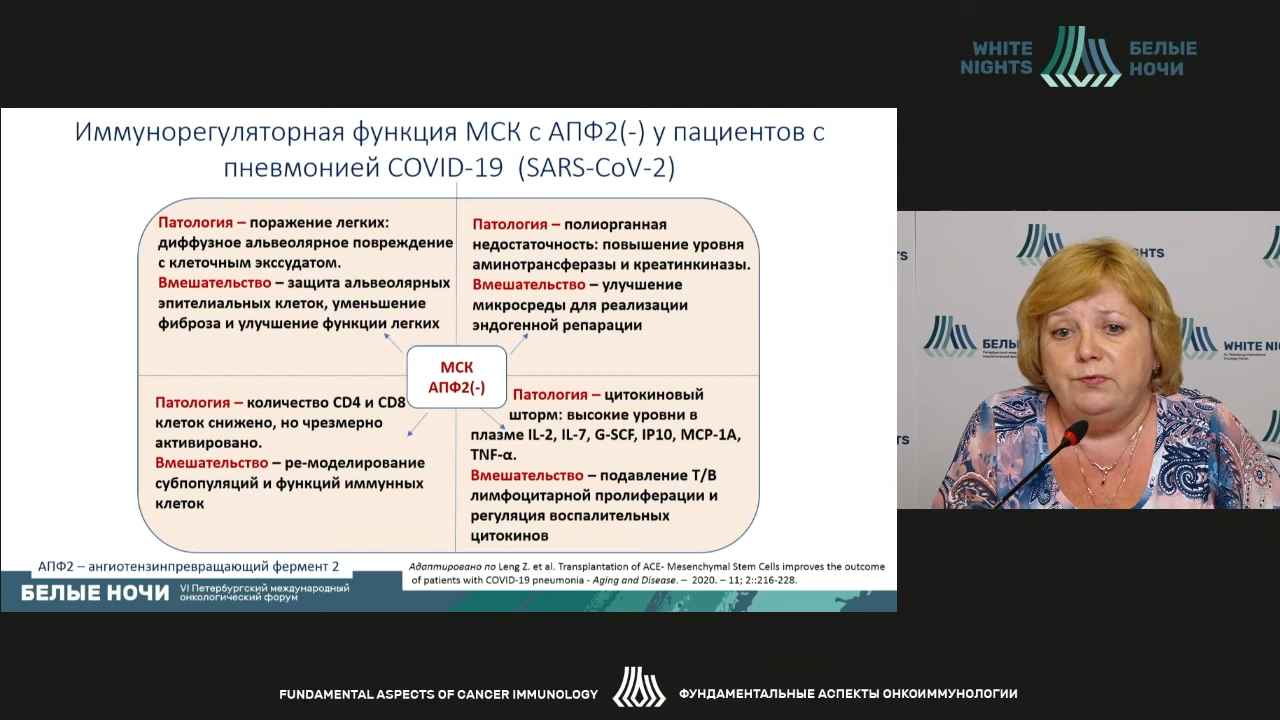 WHITE
NIGHTS
БЕЛЫЕ
НОЧИ
Иммунорегуляторная функция МСК с АПФ2(-) у пациентов с
пневмонией COVID-19 (SARS-CoV-2)
Патология – поражение легких:
диффузное альвеолярное повреждение
с клеточным экссудатом.
Вмешательство – защита альвеолярных
эпителиальных клеток, уменьшение
фиброза и улучшение функции легких
Патология – полиорганная
недостаточность: повышение уровня
аминотрансферазы и креатинкиназы.
Вмешательство – улучшение
микросреды для реализации
эндогенной репарации
МСК
АПФ2(-)
Патология – количество CD4 и CD8
клеток снижено, но чрезмерно
активировано.
Вмешательство – ре-моделирование
субпопуляций и функций иммунных
клеток
Патология – цитокиновый
шторм: высокие уровни в
плазме IL-2, IL-7, G-SCF, IP10, MCP-1A,
TNF-α.
Вмешательство – подавление Т/В
лимфоцитарной пролиферации и
регуляция воспалительных
цитокинов
АПФ2 – ангиотензинпревращающий фермент 2
Адаптировано по Leng Z. et al. Transplantation of ACE- Mesenchymal Stem Cells improves the outcome
of patients with COVID-19 pneumonia - Aging and Disease. – 2020. – 11; 2::216-228.
БЕЛЫЕ НОЧИ
VI Петербургский международный
онкологический форум
NIGHTS
БЕЛЫ
WHITE NI
FUNDAMENTAL ASPECTS OF CANCER IMMUNOLOGY
ФУНДАМЕНТАЛЬНЫЕ АСПЕКТЫ ОНКОИММУНОЛОГИИ